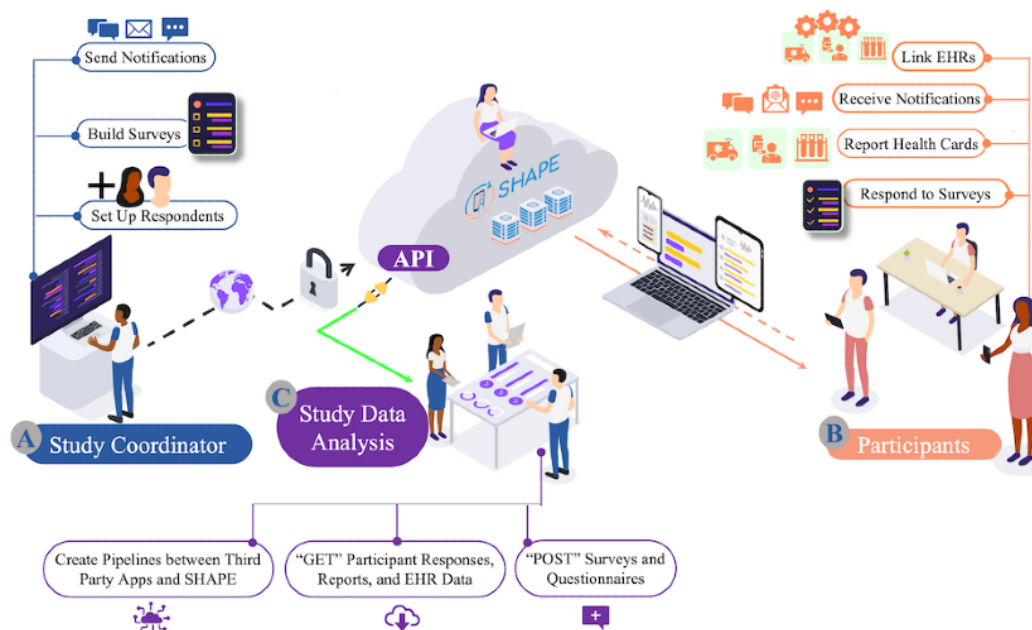 Send Notifications
Build Surveys
Set Up Respondents
Link EHRs
Receive Notifications
Report Health Cards
Respond to Surveys
SHAPE
API
A
Study Coordinator
C
Study Data
Analysis
B
Participants
Create Pipelines between Third
Party Apps and SHAPE
“GET” Participant Responses,
Reports, and EHR Data
“POST” Surveys and
Questionnaires